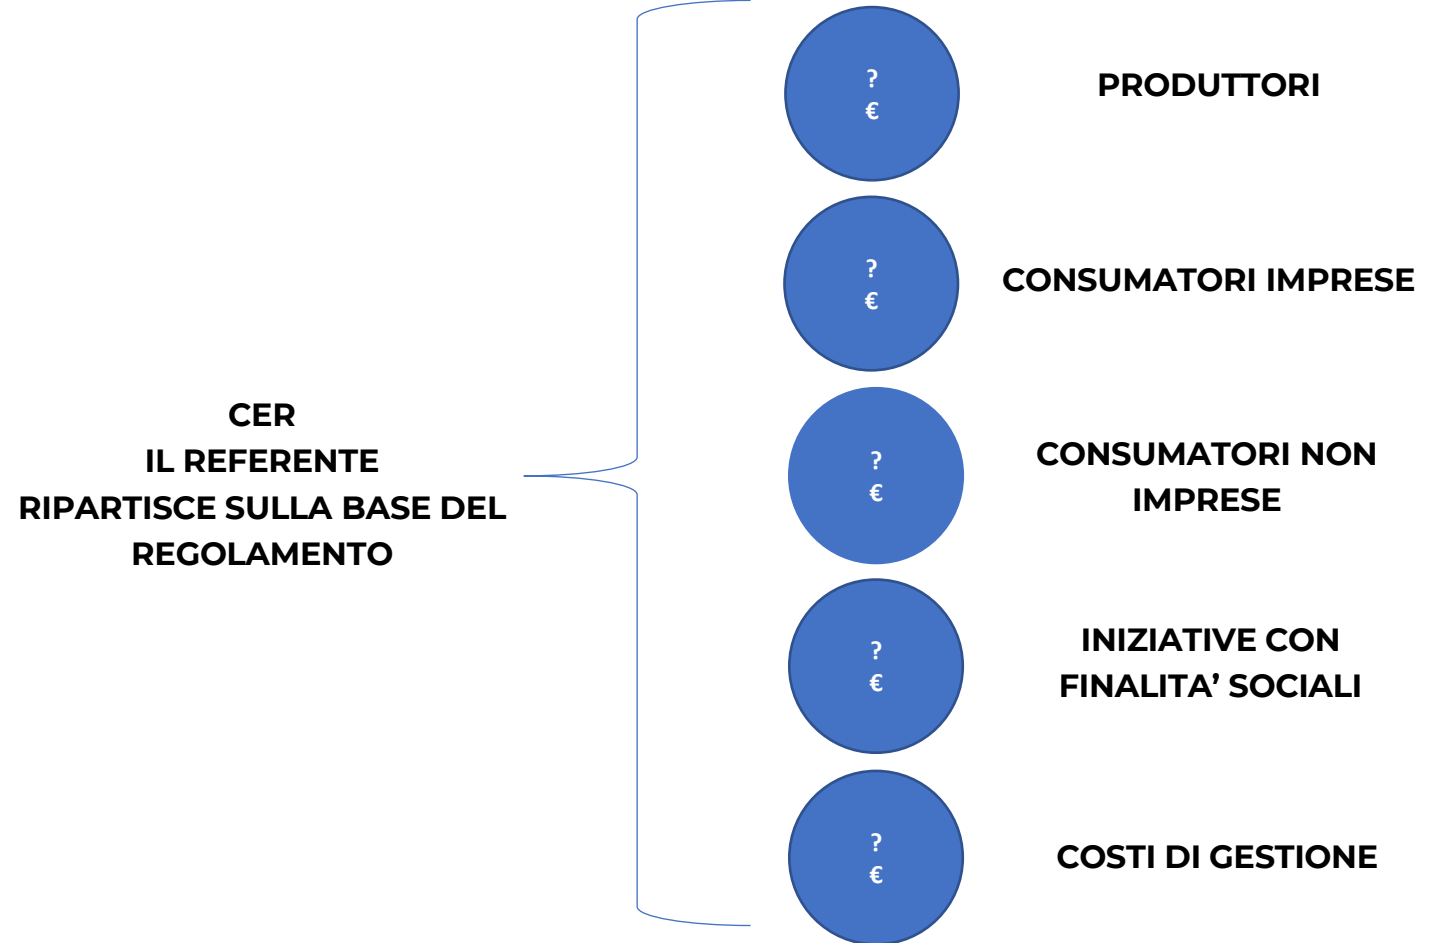 CER
IL REFERENTE
RIPARTISCE SULLA BASE DEL
REGOLAMENTO
?
€
PRODUTTORI
?
€
CONSUMATORI IMPRESE
?
€
CONSUMATORI NON
IMPRESE
?
€
INIZIATIVE CON
FINALITA’ SOCIALI
?
€
COSTI DI GESTIONE